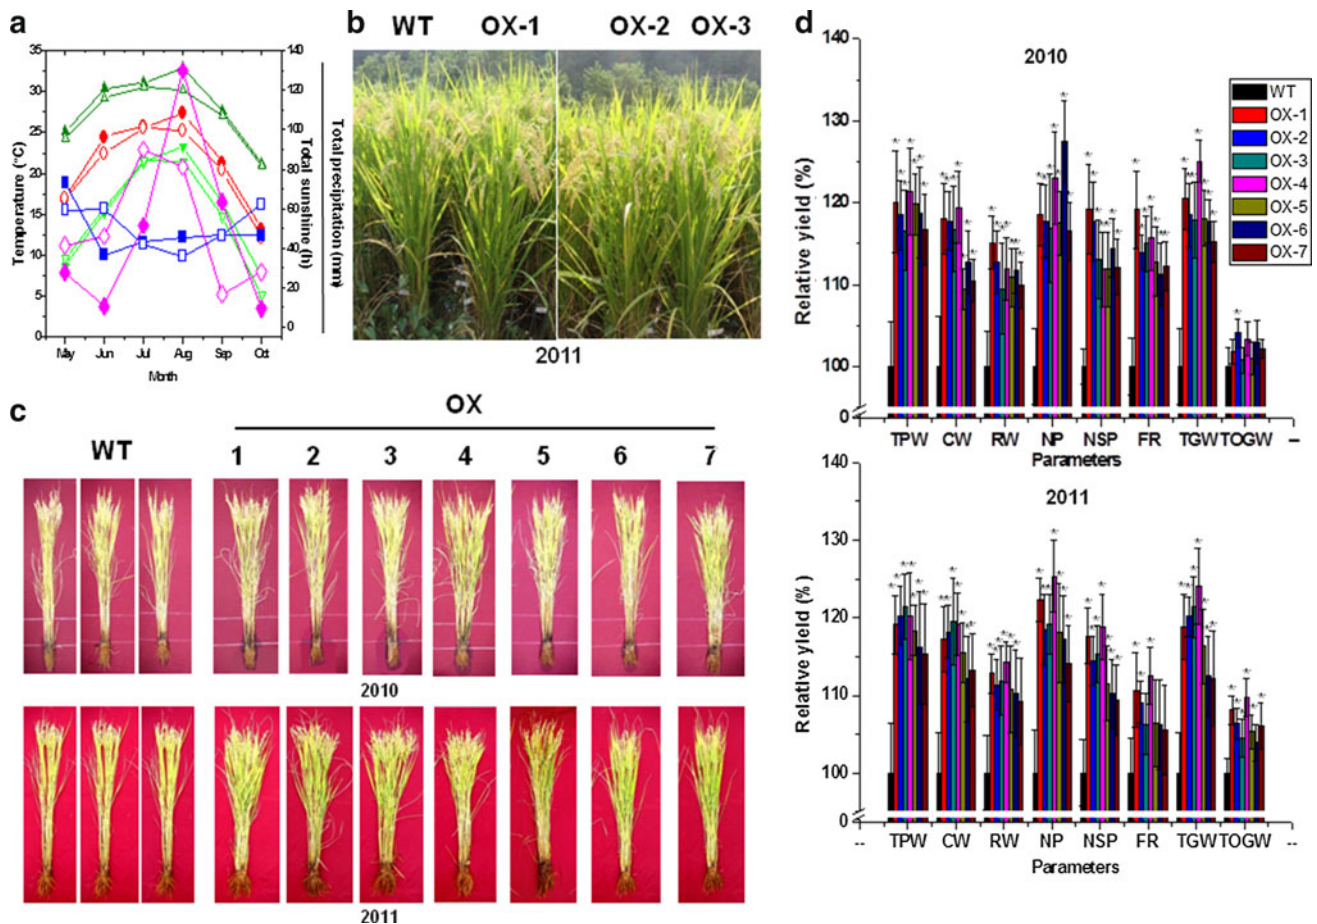 a
35
30
25
20
15
10
5
0
Temperature (°C)
140
120
100
80
60
40
20
0
Total sunshine (h)
Total precipitation (mm)
May Jun Jul Aug Sep Oct
Month
b
WT OX-1 OX-2 OX-3
2011
c
OX
WT 1 2 3 4 5 6 7
2010
2011
d
2010
140
130
120
110
100
0
Relative yield (%)
WT
OX-1
OX-2
OX-3
OX-4
OX-5
OX-6
OX-7
TPW CW RW NP NSP FR TGW TOGW --
Parameters
2011
140
130
120
110
100
0
Relative yield (%)
-- TPW CW RW NP NSP FR TGW TOGW --
Parameters